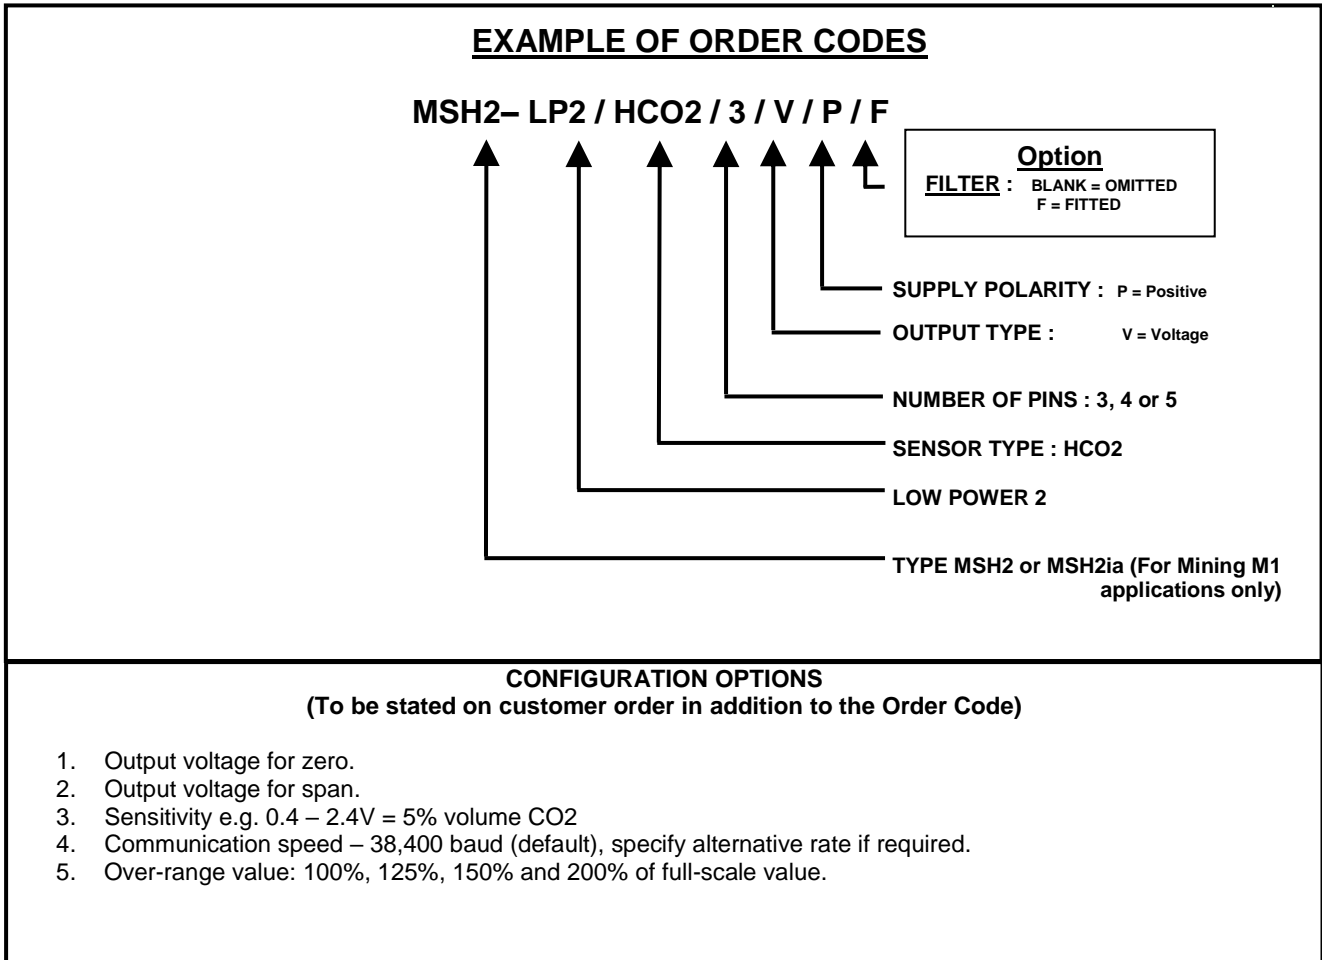 EXAMPLE OF ORDER CODES
MSH2– LP2 / HCO2 / 3 / V / P / F
Option
FILTER : BLANK = OMITTED
F = FITTED
SUPPLY POLARITY : P = Positive
OUTPUT TYPE : V = Voltage
NUMBER OF PINS : 3, 4 or 5
SENSOR TYPE : HCO2
LOW POWER 2
TYPE MSH2 or MSH2ia (For Mining M1
applications only)
CONFIGURATION OPTIONS
(To be stated on customer order in addition to the Order Code)
1. Output voltage for zero.
2. Output voltage for span.
3. Sensitivity e.g. 0.4 – 2.4V = 5% volume CO2
4. Communication speed – 38,400 baud (default), specify alternative rate if required.
5. Over-range value: 100%, 125%, 150% and 200% of full-scale value.